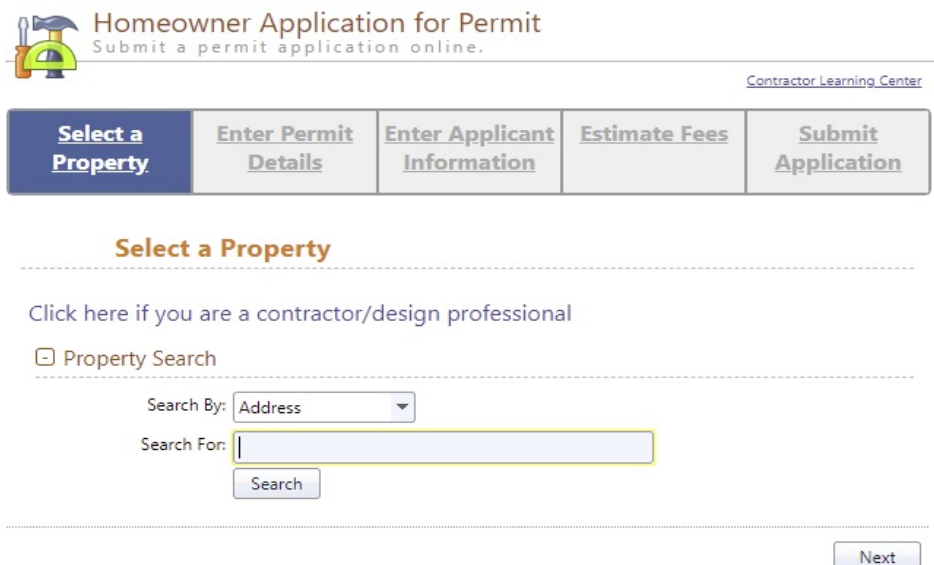 Homeowner Application for Permit
Submit a permit application online.
Contractor Learning Center
Select a
Property
Enter Permit
Details
Enter Applicant
Information
Estimate Fees
Submit
Application
Select a Property
Click here if you are a contractor/design professional
Property Search
Search By: Address
Search For:
Search
Next